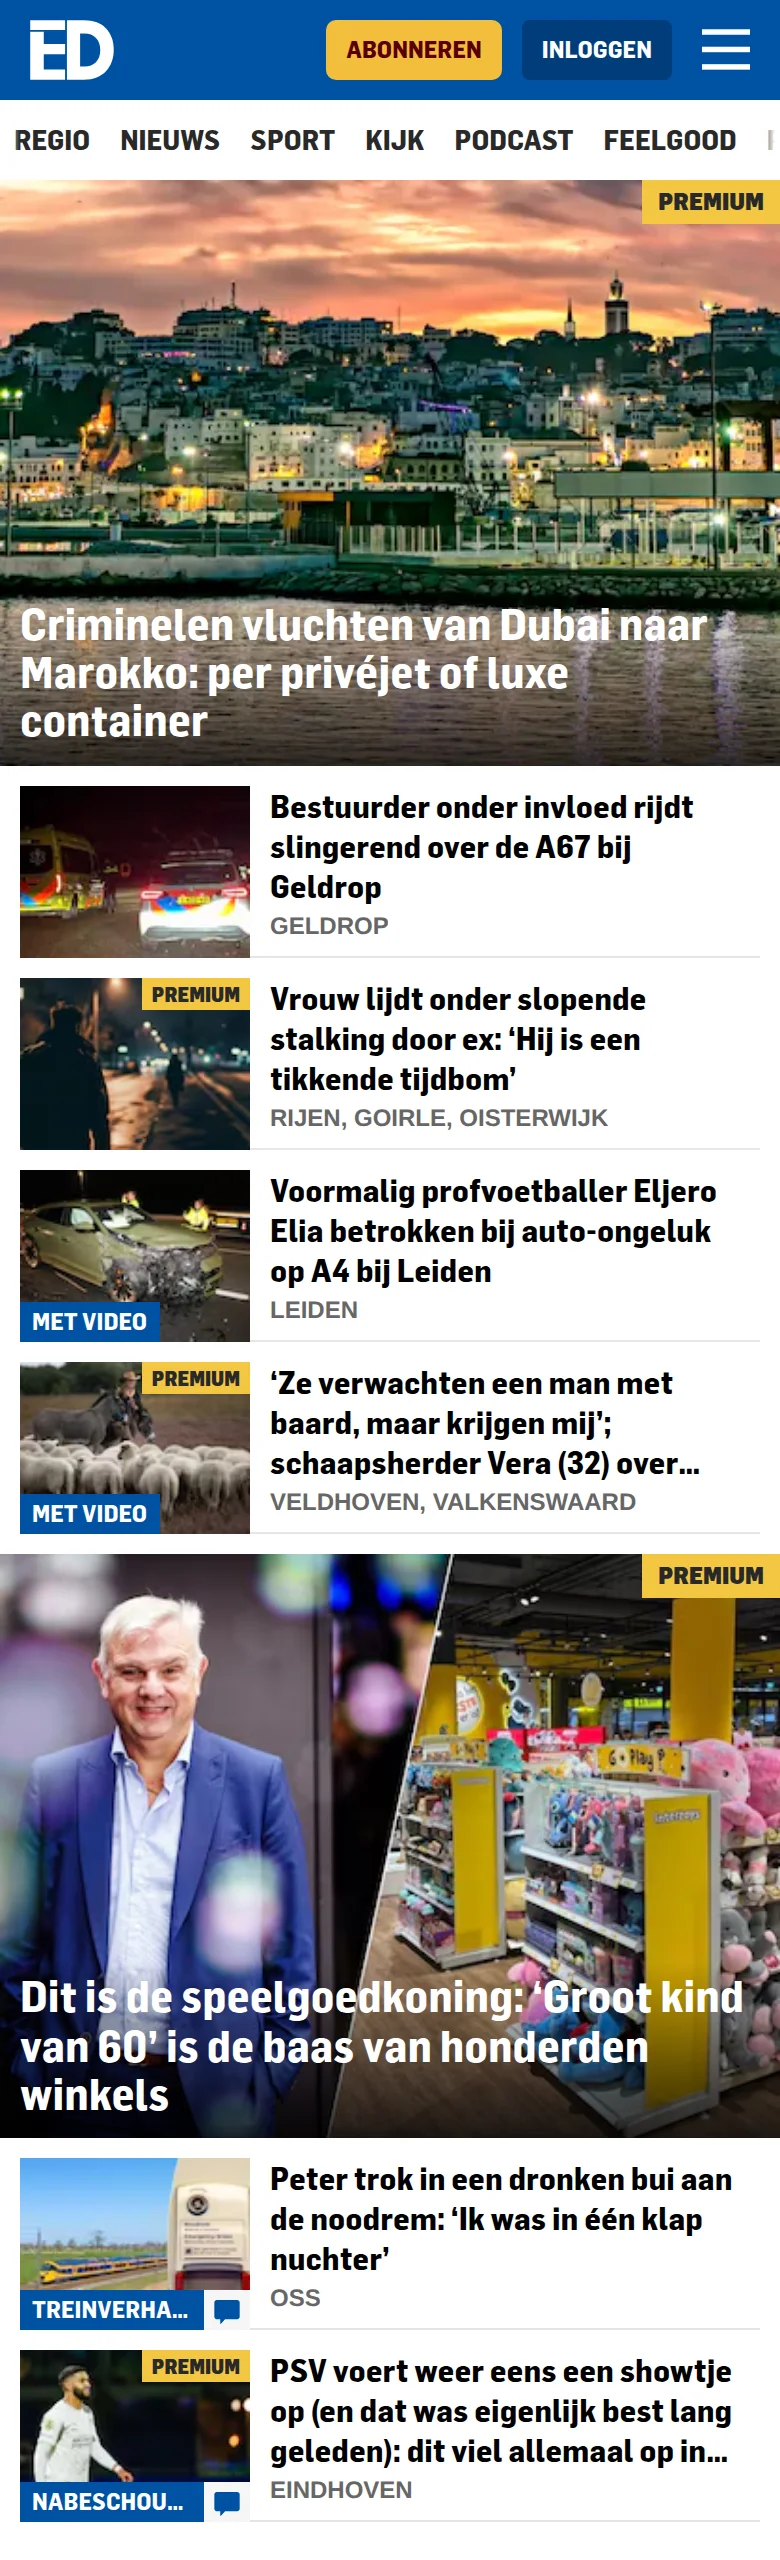 ED
ABONNEREN
INLOGGEN
REGIO NIEUWS SPORT KIJK PODCAST FEELGOOD
PREMIUM
Criminelen vluchten van Dubai naar
Marokko: per privéjet of luxe
container
Bestuurder onder invloed rijdt
slingerend over de A67 bij
Geldrop
GELDROP
PREMIUM
Vrouw lijdt onder slopende
stalking door ex: ‘Hij is een
tikkende tijdbom’
RIJEN, GOIRLE, OISTERWIJK
MET VIDEO
Voormalig profvoetballer Eljero
Elia betrokken bij auto-ongeluk
op A4 bij Leiden
LEIDEN
PREMIUM
MET VIDEO
‘Ze verwachten een man met
baard, maar krijgen mij’;
schaapsherder Vera (32) over...
VELDHOVEN, VALKENSWAARD
PREMIUM
Dit is de speelgoedkoning: ‘Groot kind
van 60’ is de baas van honderden
winkels
TREINVERHA...
Peter trok in een dronken bui aan
de noodrem: ‘Ik was in één klap
nuchter’
OSS
PREMIUM
NABESCHOU...
PSV voert weer eens een showtje
op (en dat was eigenlijk best lang
geleden): dit viel allemaal op in...
EINDHOVEN